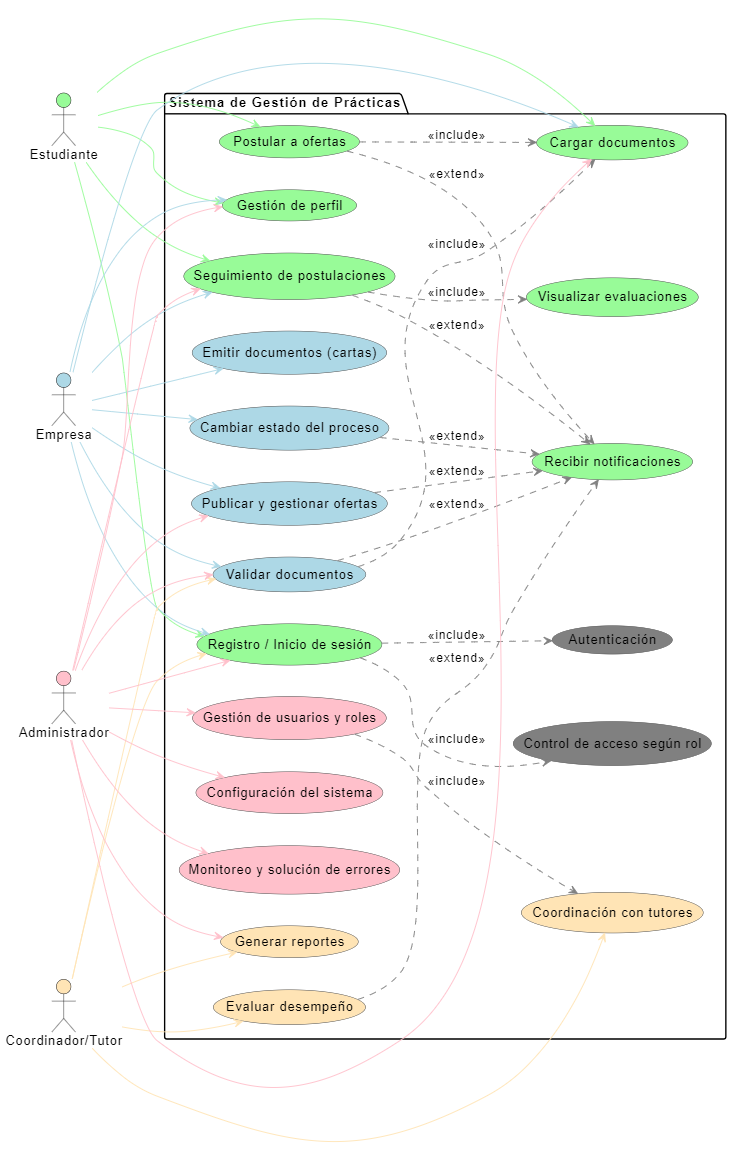 Sistema de Gestión de Prácticas
Estudiante
Empresa
Administrador
Coordinador/Tutor
Postular a ofertas
Gestión de perfil
Seguimiento de postulaciones
Emitir documentos (cartas)
Cambiar estado del proceso
Publicar y gestionar ofertas
Validar documentos
Registro / Inicio de sesión
Gestión de usuarios y roles
Configuración del sistema
Monitoreo y solución de errores
Generar reportes
Evaluar desempeño
«include»
«extend»
«include»
«include»
«extend»
«extend»
«extend»
«extend»
«include»
«extend»
«include»
«include»
Cargar documentos
Visualizar evaluaciones
Recibir notificaciones
Autenticación
Control de acceso según rol
Coordinación con tutores